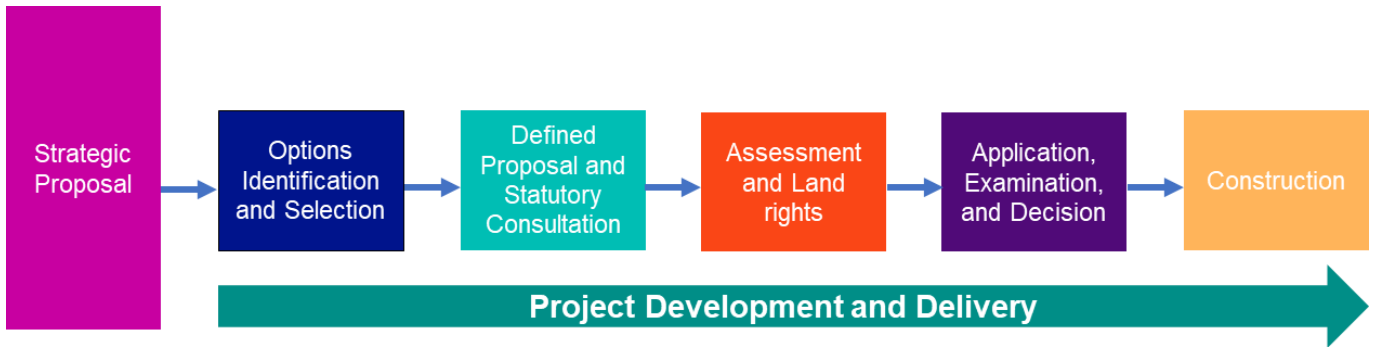 Strategic
Proposal
Options
Identification
and Selection
Defined
Proposal and
Statutory
Consultation
Assessment
and Land
rights
Application,
Examination,
and Decision
Construction
Project Development and Delivery